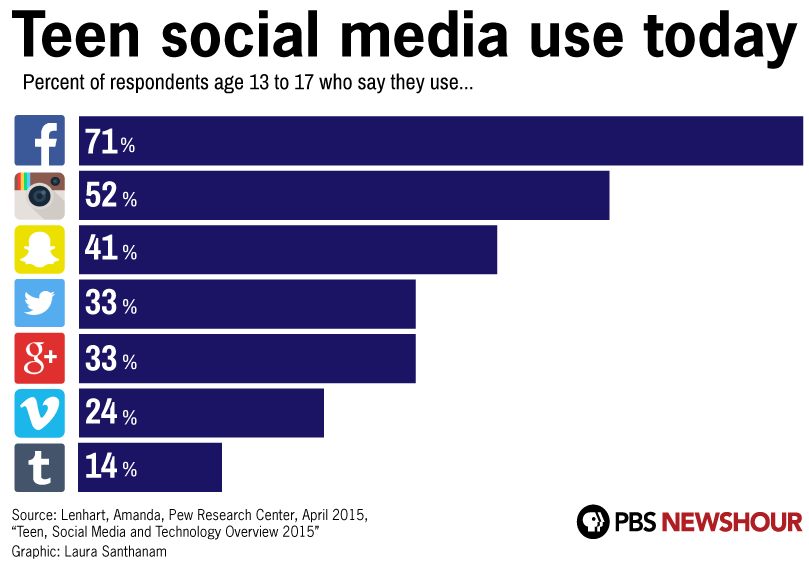 Teen social media use today
Percent of respondents age 13 to 17 who say they use...
f
71%
52 %
41 %
33 %
g+
33 %
v
24 %
t
14 %
Source: Lenhart, Amanda, Pew Research Center, April 2015,
“Teen, Social Media and Technology Overview 2015”
Graphic: Laura Santhanam
PBS NEWSHOUR